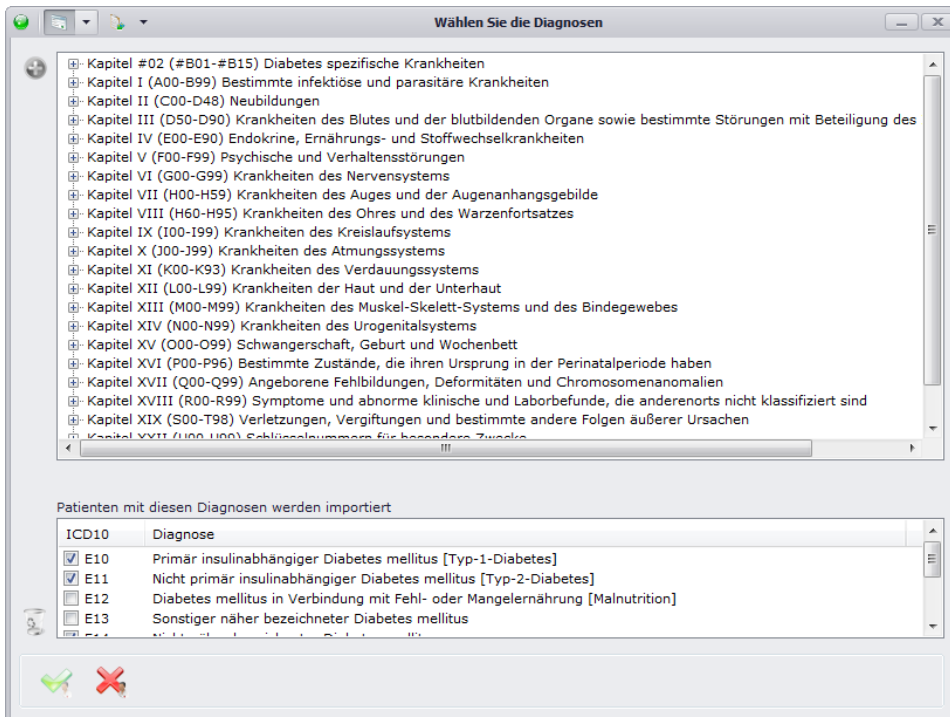 Wählen Sie die Diagnosen
Kapitel #02 (#B01-#B15) Diabetes spezifische Krankheiten
Kapitel I (A00-B99) Bestimmte infektiöse und parasitäre Krankheiten
Kapitel II (C00-D48) Neubildungen
Kapitel III (D50-D90) Krankheiten des Blutes und der blutbildenden Organe sowie bestimmte Störungen mit Beteiligung des
Kapitel IV (E00-E90) Endokrine, Ernährungs- und Stoffwechselkrankheiten
Kapitel V (F00-F99) Psychische und Verhaltensstörungen
Kapitel VI (G00-G99) Krankheiten des Nervensystems
Kapitel VII (H00-H59) Krankheiten des Auges und der Augenanhangsgebilde
Kapitel VIII (H60-H95) Krankheiten des Ohres und des Warzenfortsatzes
Kapitel IX (I00-I99) Krankheiten des Kreislaufsystems
Kapitel X (J00-J99) Krankheiten des Atmungssystems
Kapitel XI (K00-K93) Krankheiten des Verdauungssystems
Kapitel XII (L00-L99) Krankheiten der Haut und der Unterhaut
Kapitel XIII (M00-M99) Krankheiten des Muskel-Skelett-Systems und des Bindegewebes
Kapitel XIV (N00-N99) Krankheiten des Urogenitalsystems
Kapitel XV (O00-O99) Schwangerschaft, Geburt und Wochenbett
Kapitel XVI (P00-P96) Bestimmte Zustände, die ihren Ursprung in der Perinatalperiode haben
Kapitel XVII (Q00-Q99) Angeborene Fehlbildungen, Deformitäten und Chromosomenanomalien
Kapitel XVIII (R00-R99) Symptome und abnorme klinische und Laborbefunde, die anderenorts nicht klassifiziert sind
Kapitel XIX (S00-T98) Verletzungen, Vergiftungen und bestimmte andere Folgen äußerer Ursachen
Kapitel XXII (U00-U99) Schlüsselnummern für besondere Zwecke
Patienten mit diesen Diagnosen werden importiert
ICD10 Diagnose
E10 Primär insulinabhängiger Diabetes mellitus [Typ-1-Diabetes]
E11 Nicht primär insulinabhängiger Diabetes mellitus [Typ-2-Diabetes]
E12 Diabetes mellitus in Verbindung mit Fehl- oder Mangelernährung [Malnutrition]
E13 Sonstiger näher bezeichneter Diabetes mellitus